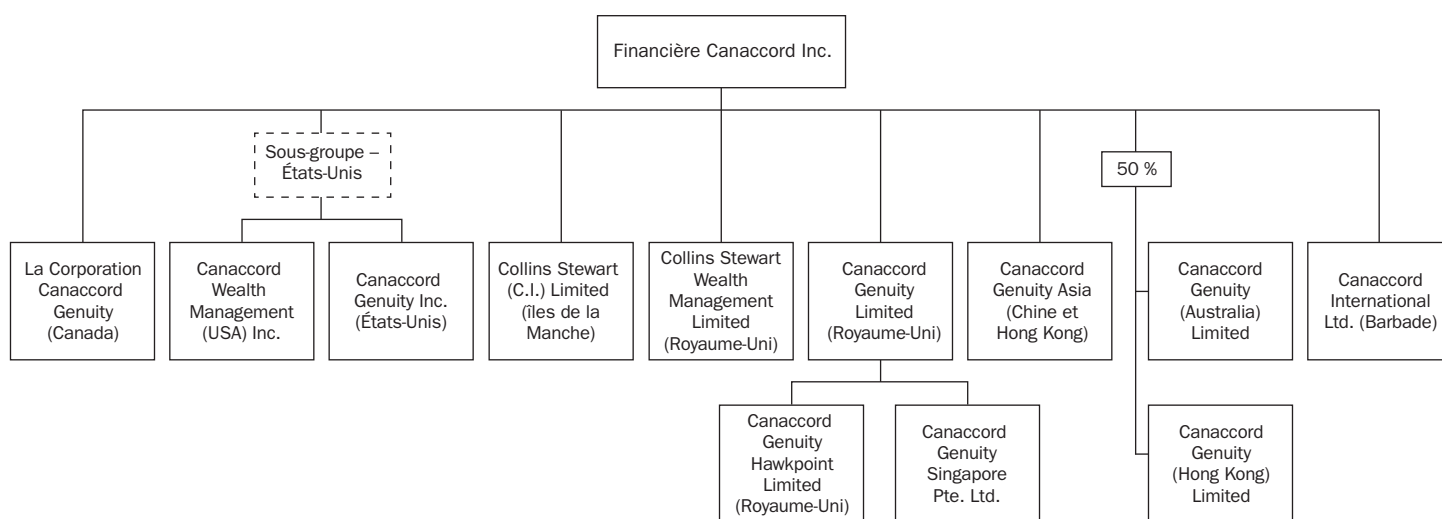 Financière Canaccord Inc.
Sous-groupe –
États-Unis
50 %
La Corporation
Canaccord
Genuity
(Canada)
Canaccord
Wealth
Management
(USA) Inc.
Canaccord
Genuity Inc.
(États-Unis)
Collins Stewart
(C.I.) Limited
(îles de la
Manche)
Collins Stewart
Wealth
Management
Limited
(Royaume-Uni)
Canaccord
Genuity
Limited
(Royaume-Uni)
Canaccord
Genuity Asia
(Chine et
Hong Kong)
Canaccord
Genuity
(Australia)
Limited
Canaccord
International
Ltd. (Barbade)
Canaccord
Genuity
Hawkpoint
Limited
(Royaume-Uni)
Canaccord
Genuity
Singapore
Pte. Ltd.
Canaccord
Genuity
(Hong Kong)
Limited